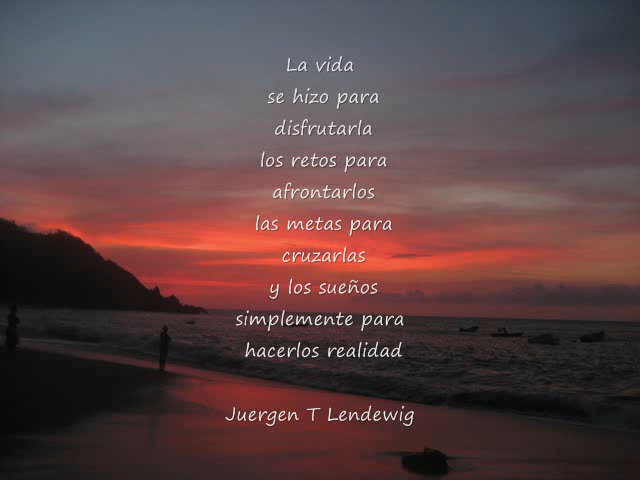 La vida
se hizo para
disfrutarla
los retos para
afrontarlos
las metas para
cruzarlas
y los sueños
simplemente para
hacerlos realidad
Juergen T Lendewig